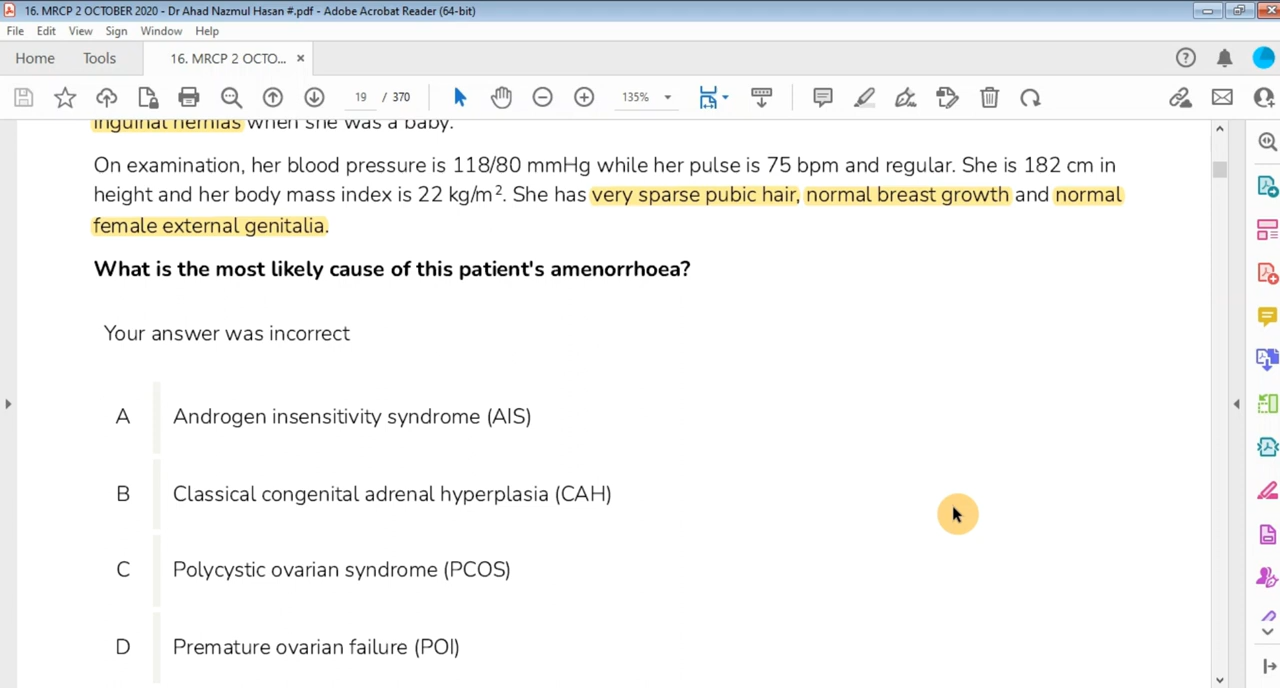 16. MRCP 2 OCTOBER 2020 - Dr Ahad Nazmul Hasan #.pdf - Adobe Acrobat Reader (64-bit)
File Edit View Sign Window Help
Home Tools 16. MRCP 2 OCTO... ×
19 / 370 135%
inguinal hernias when she was a baby.
On examination, her blood pressure is 118/80 mmHg while her pulse is 75 bpm and regular. She is 182 cm in
height and her body mass index is 22 kg/m². She has very sparse pubic hair, normal breast growth and normal
female external genitalia.
What is the most likely cause of this patient's amenorrhoea?
Your answer was incorrect
A Androgen insensitivity syndrome (AIS)
B Classical congenital adrenal hyperplasia (CAH)
C Polycystic ovarian syndrome (PCOS)
D Premature ovarian failure (POI)